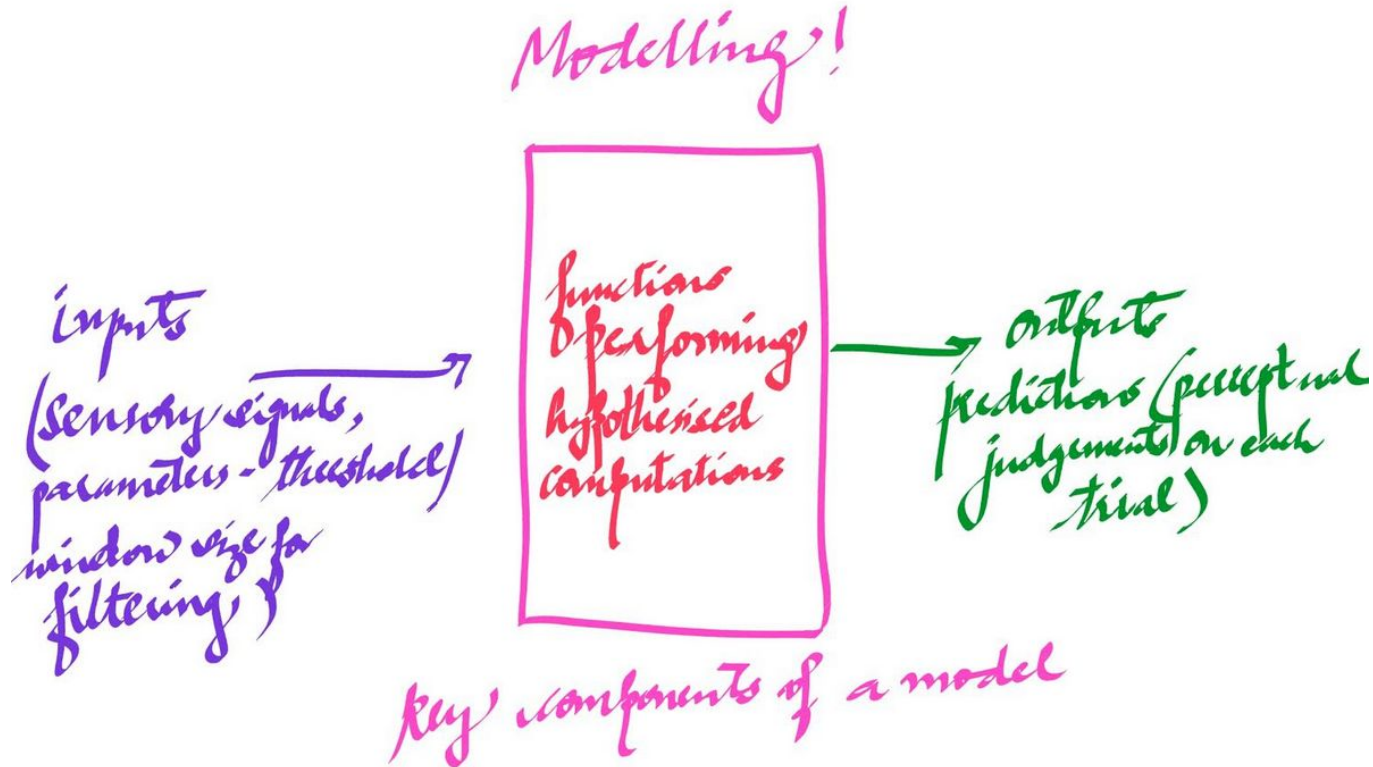 Modelling!
inputs
(sensory signals,
parameters - threshold)
window size for
filtering,)
functions
performing
hypothesised
computations
outputs
predictions (perceptual
judgements on each
trial)
key components of a model